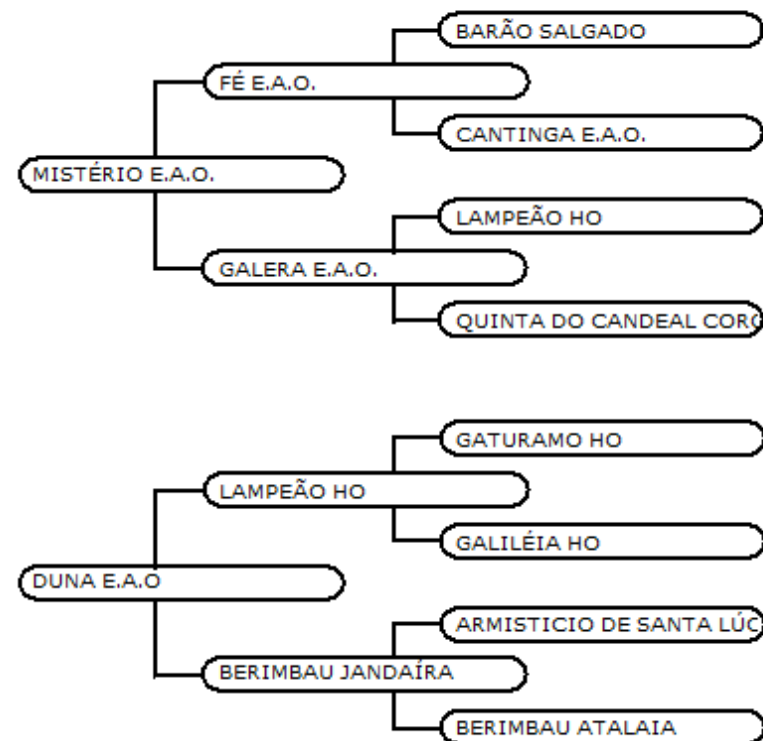 BARÃO SALGADO
FÉ E.A.O.
CANTINGA E.A.O.
MISTÉRIO E.A.O.
LAMPEÃO HO
GALERA E.A.O.
QUINTA DO CANDEAL
GATURAMO HO
LAMPEÃO HO
GALILÉIA HO
DUNA E.A.O
ARMISTICIO DE SANTA
BERIMBAU JANDAÍRA
BERIMBAU ATALAIA